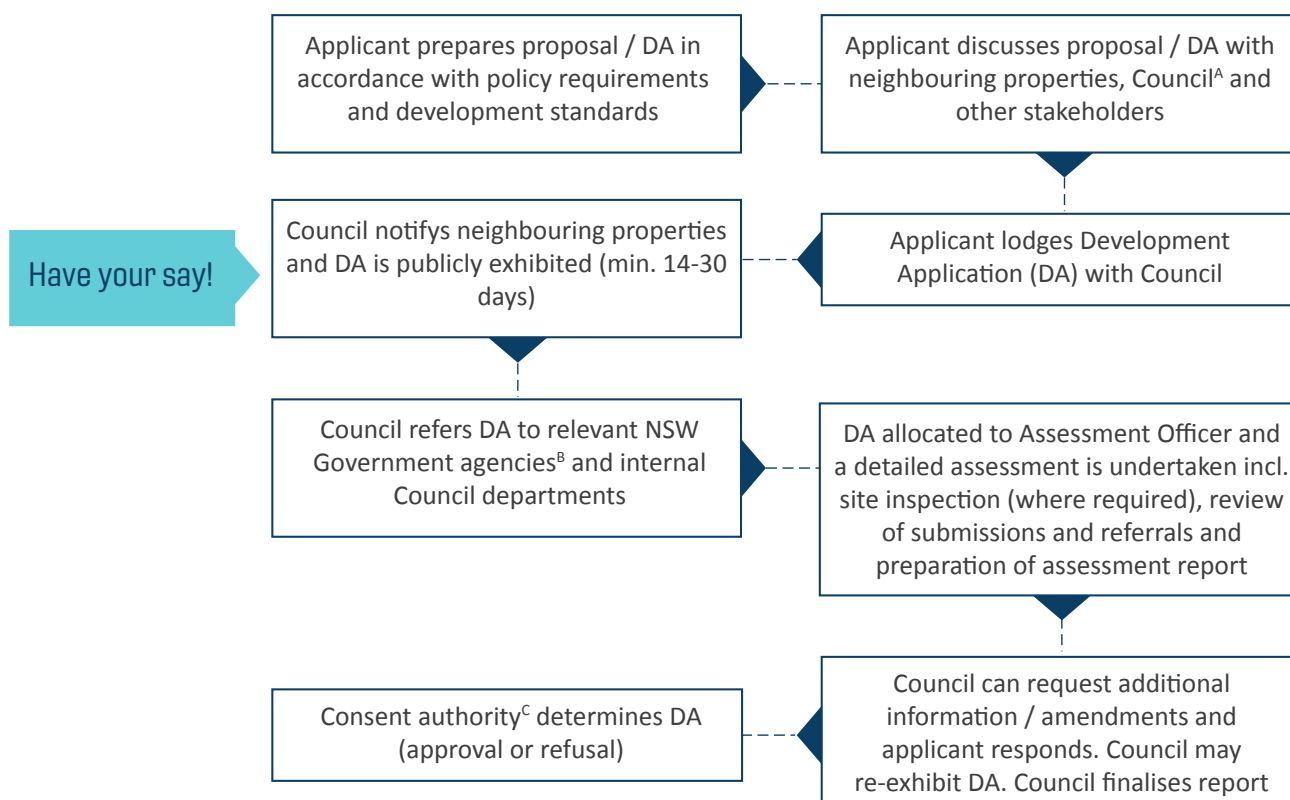 Applicant prepares proposal / DA in
accordance with policy requirements
and development standards
Applicant discusses proposal / DA with
neighbouring properties, Councilᴬ and
other stakeholders
Have your say!
Council notifys neighbouring properties
and DA is publicly exhibited (min. 14-30
days)
Applicant lodges Development
Application (DA) with Council
Council refers DA to relevant NSW
Government agenciesᴮ and internal
Council departments
DA allocated to Assessment Officer and
a detailed assessment is undertaken incl.
site inspection (where required), review
of submissions and referrals and
preparation of assessment report
Consent authorityᶜ determines DA
(approval or refusal)
Council can request additional
information / amendments and
applicant responds. Council may
re-exhibit DA. Council finalises report